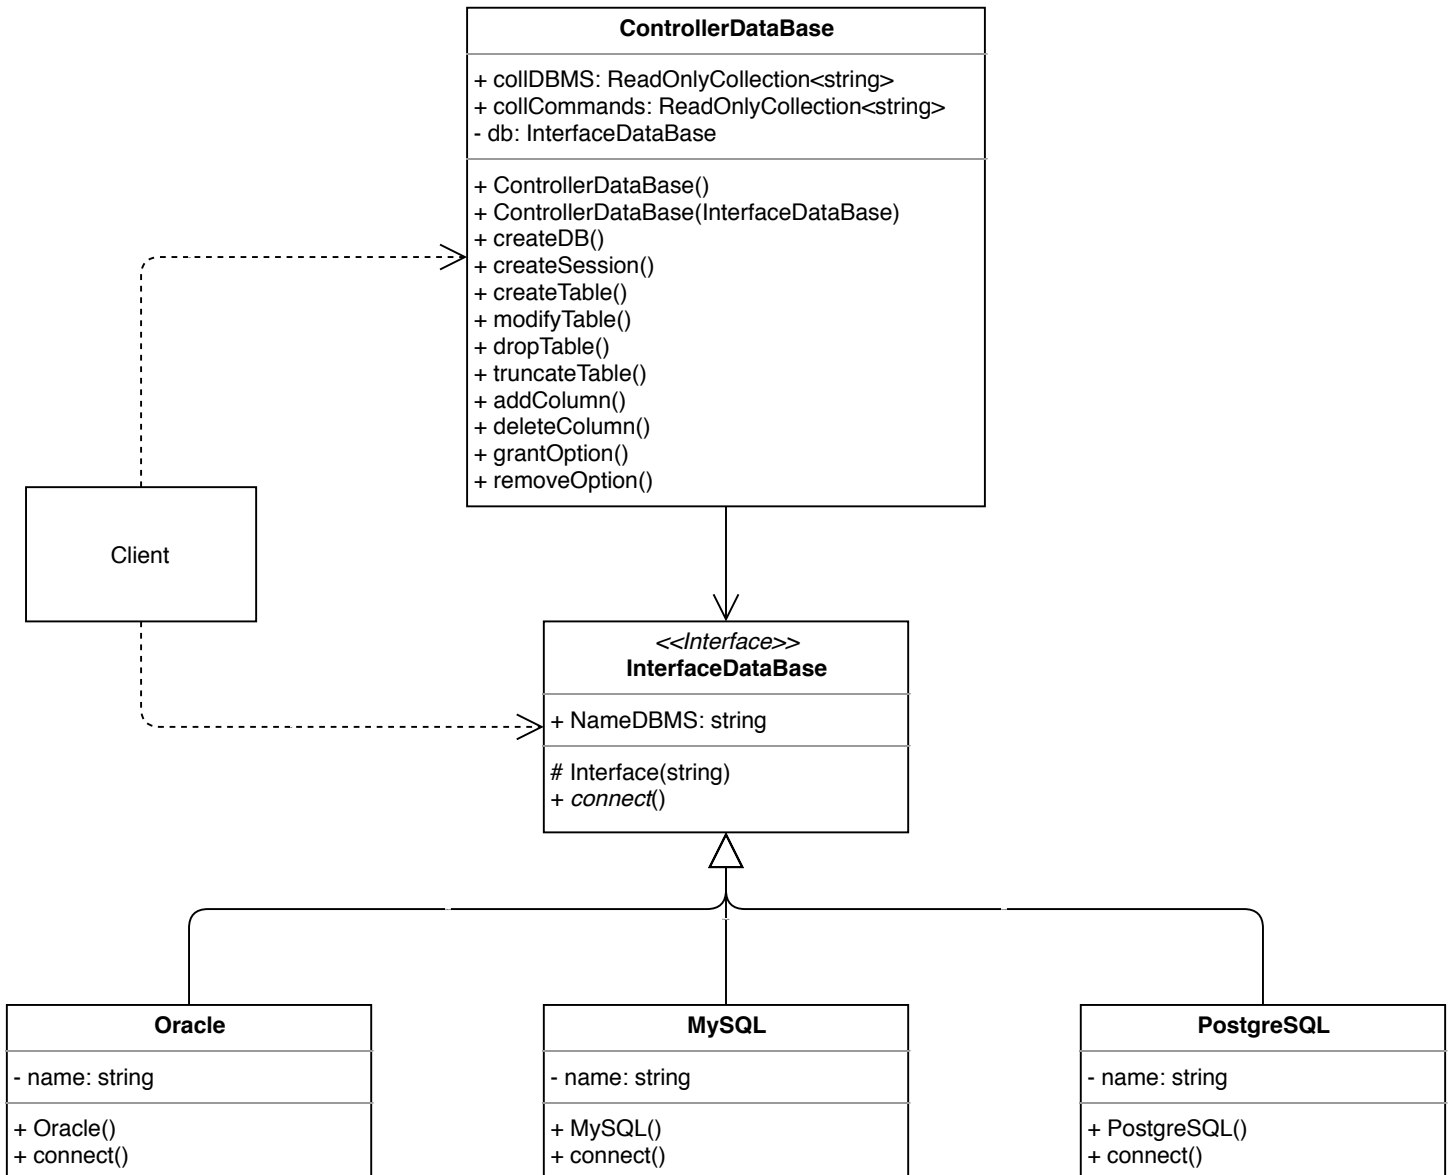 ControllerDataBase
+ collDBMS: ReadOnlyCollection<string>
+ collCommands: ReadOnlyCollection<string>
- db: InterfaceDataBase
+ ControllerDataBase()
+ ControllerDataBase(InterfaceDataBase)
+ createDB()
+ createSession()
+ createTable()
+ modifyTable()
+ dropTable()
+ truncateTable()
+ addColumn()
+ deleteColumn()
+ grantOption()
+ removeOption()
Client
<<Interface>>
InterfaceDataBase
+ NameDBMS: string
# Interface(string)
+ connect()
Oracle
- name: string
+ Oracle()
+ connect()
MySQL
- name: string
+ MySQL()
+ connect()
PostgreSQL
- name: string
+ PostgreSQL()
+ connect()